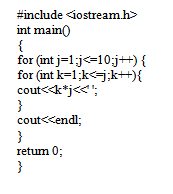 #include <iostream.h>
int main()
{
for (int j=1;j<=10;j++) {
for (int k=1;k<=j;k++){
cout<<k*j<<' ';
}
cout<<endl;
}
return 0;
}